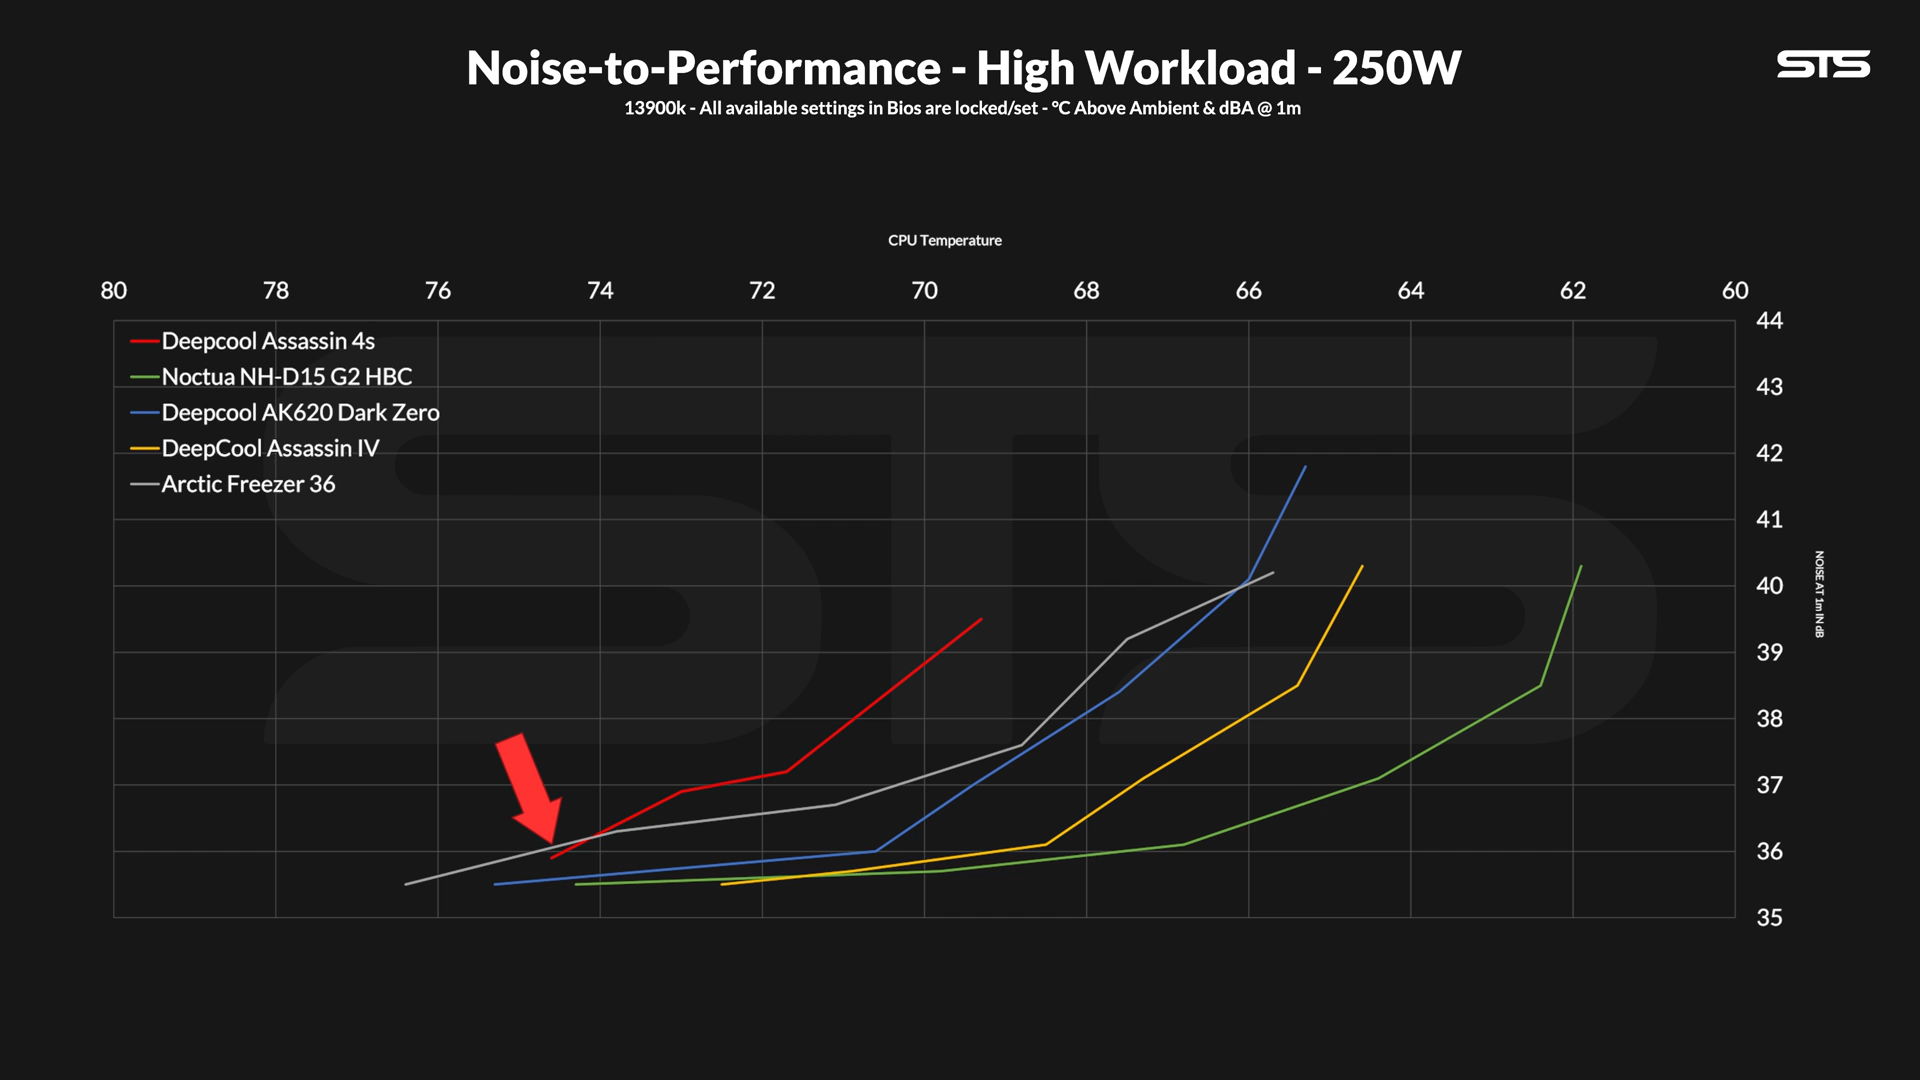 Noise-to-Performance - High Workload - 250W
STS
13900k - All available settings in Bios are locked/set - °C Above Ambient & dBA @ 1m
CPU Temperature
80 78 76 74 72 70 68 66 64 62 60
44
Deepcool Assassin 4s
Noctua NH-D15 G2 HBC
43
Deepcool AK620 Dark Zero
DeepCool Assassin IV
42
Arctic Freezer 36
41
40
NOISE AT 1m IN dB
39
38
37
36
35